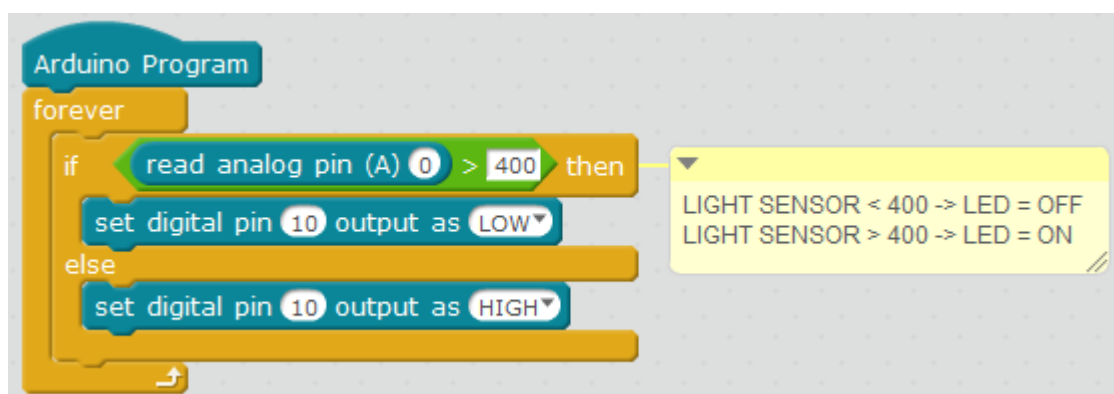 Arduino Program
forever
if read analog pin (A) 0 > 400 then
LIGHT SENSOR < 400 -> LED = OFF
LIGHT SENSOR > 400 -> LED = ON
set digital pin 10 output as LOW
else
set digital pin 10 output as HIGH